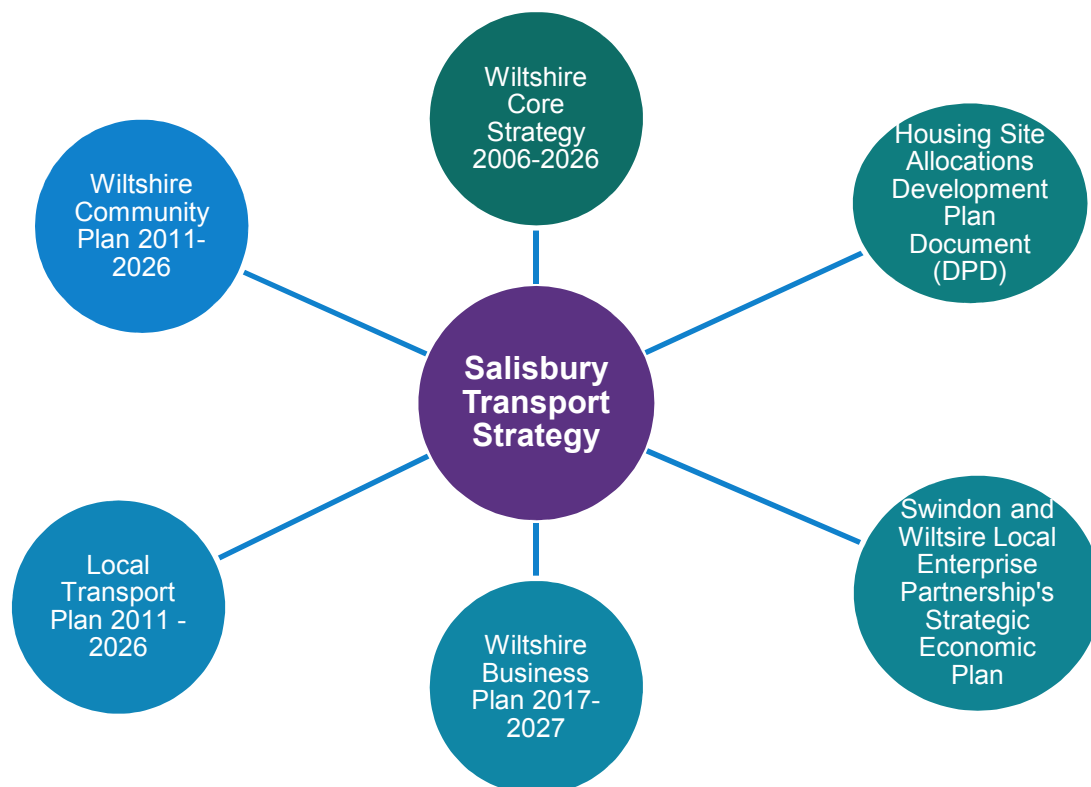 Wiltshire
Core
Strategy
2006-2026
Housing Site
Allocations
Development
Plan
Document
(DPD)
Wiltshire
Community
Plan 2011-
2026
Salisbury
Transport
Strategy
Swindon and
Wiltsire Local
Enterprise
Partnership's
Strategic
Economic
Plan
Local
Transport
Plan 2011 -
2026
Wiltshire
Business
Plan 2017-
2027